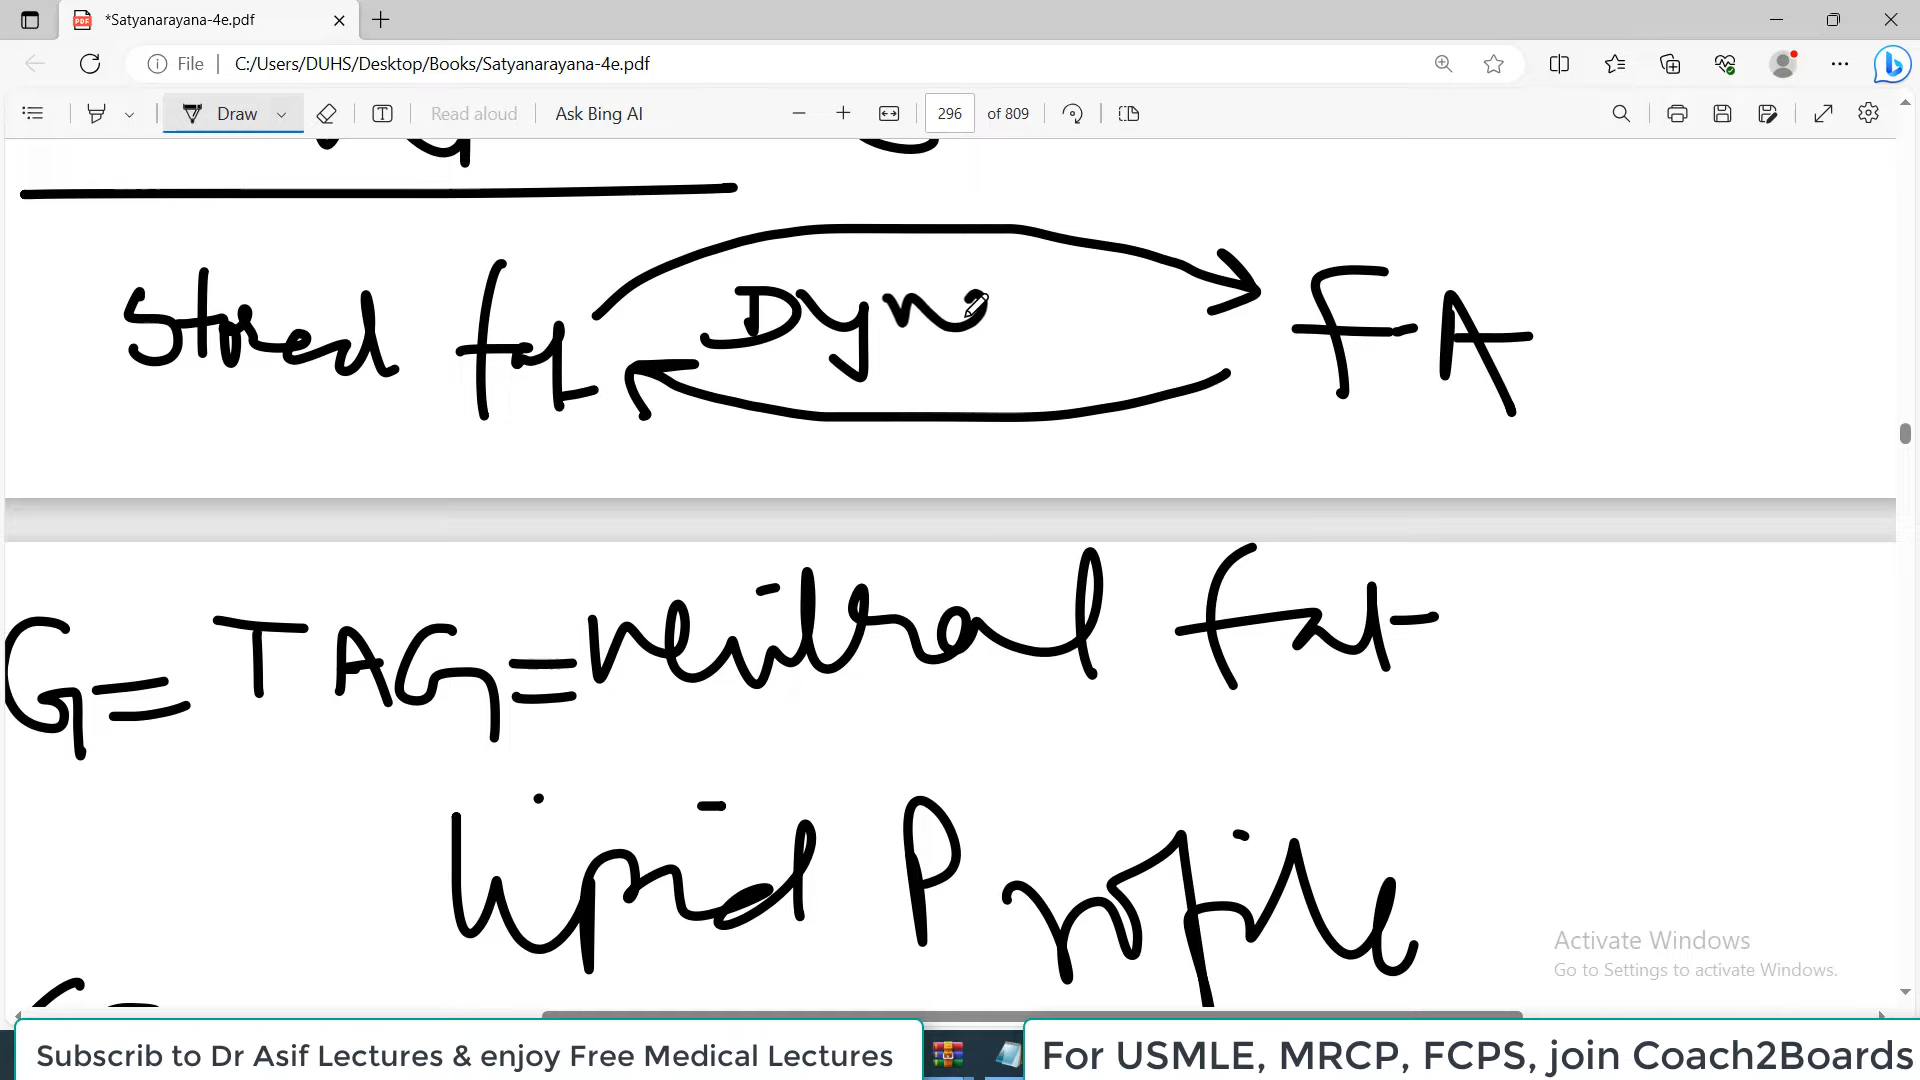 *Satyanarayana-4e.pdf
File C:/Users/DUHS/Desktop/Books/Satyanarayana-4e.pdf
Draw Read aloud Ask Bing AI 296 of 809
Stored fat Dyna FA
G = TAG = neutral fat
lipid Profile
Activate Windows
Go to Settings to activate Windows.
Subscrib to Dr Asif Lectures & enjoy Free Medical Lectures
For USMLE, MRCP, FCPS, join Coach2Boards